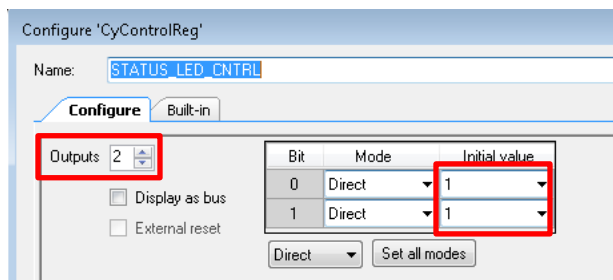 Configure 'CyControlReg'
Name: STATUS_LED_CNTRL
Configure Built-in
Outputs 2
Bit Mode Initial value
0 Direct 1
Display as bus
1 Direct 1
External reset
Direct Set all modes